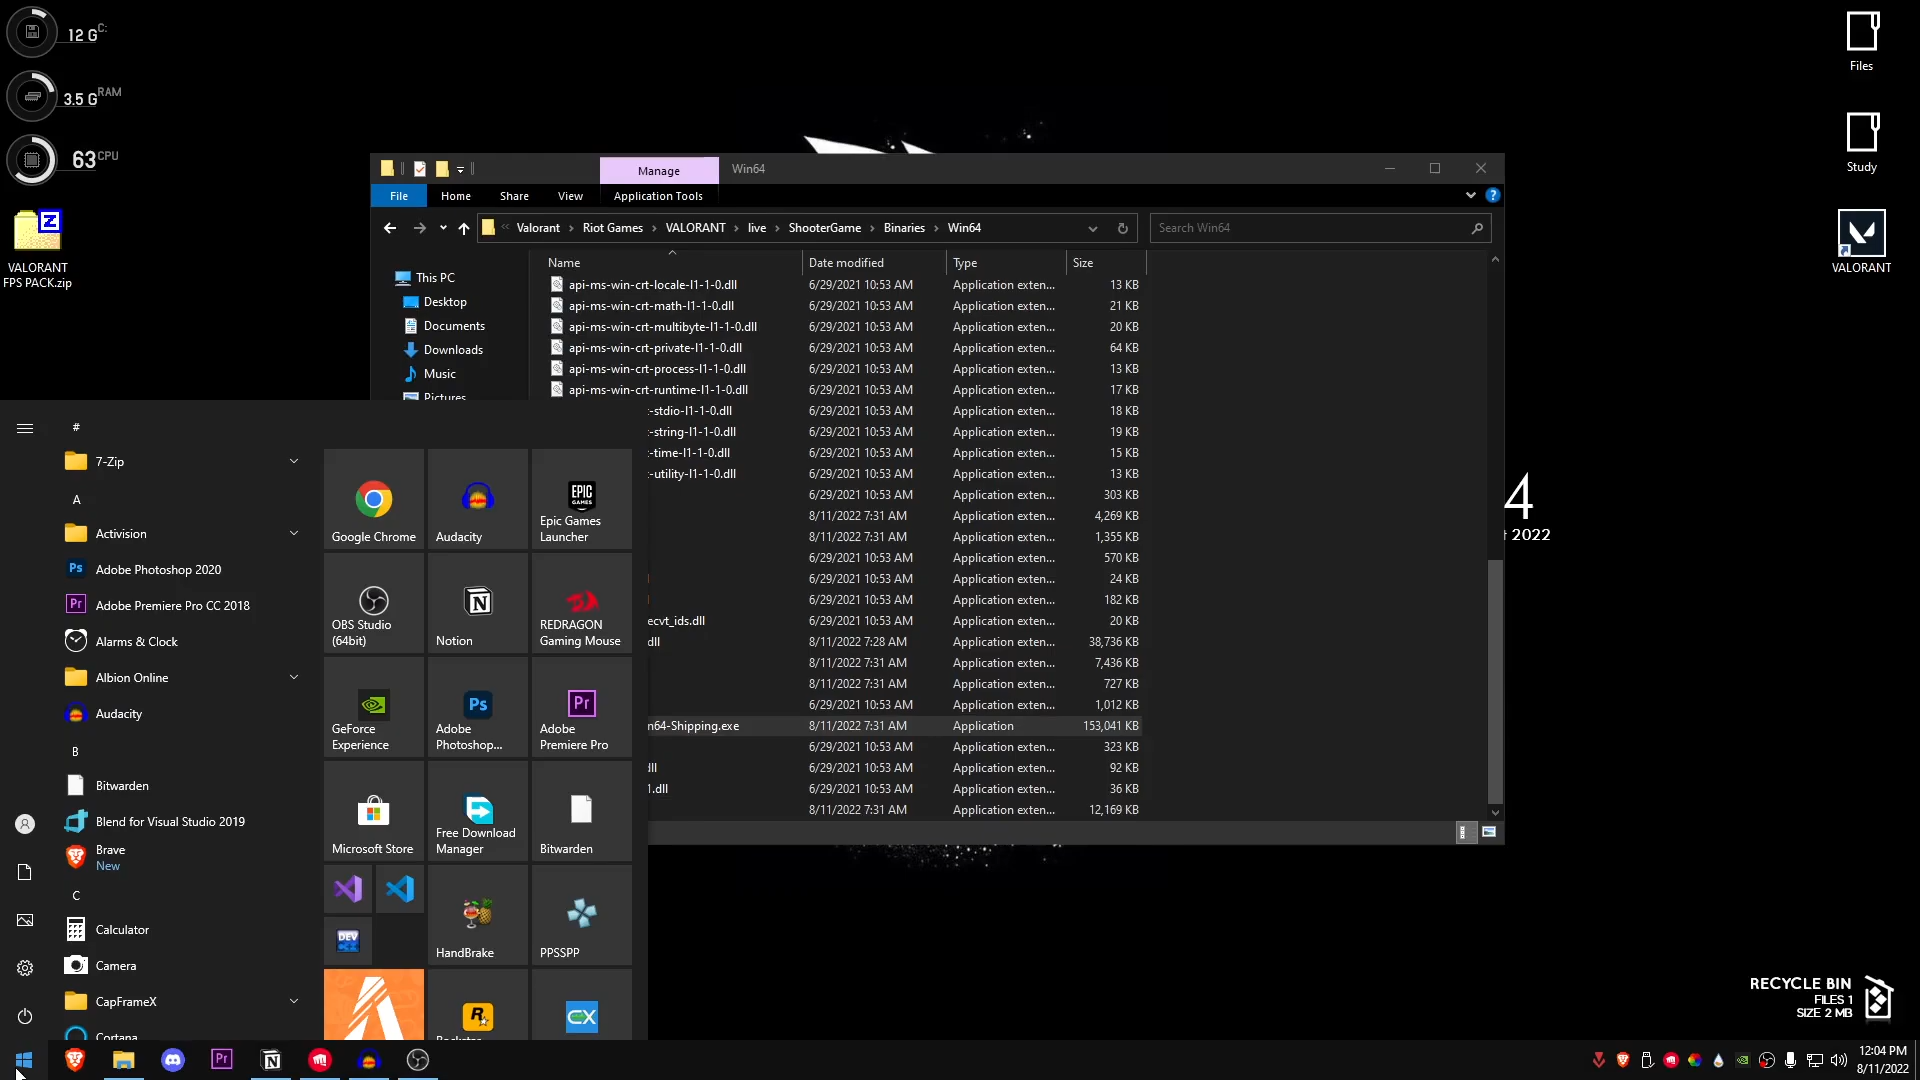 12 G C:
3.5 G RAM
63 CPU
VALORANT
FPS PACK.zip
Files
Study
VALORANT
Manage
Win64
File
Home
Share
View
Application Tools
Valorant
Riot Games
VALORANT
live
ShooterGame
Binaries
Win64
Search Win64
This PC
Desktop
Documents
Downloads
Music
Pictures
Name
Date modified
Type
Size
api-ms-win-crt-locale-l1-1-0.dll 6/29/2021 10:53 AM Application exten... 13 KB
api-ms-win-crt-math-l1-1-0.dll 6/29/2021 10:53 AM Application exten... 21 KB
api-ms-win-crt-multibyte-l1-1-0.dll 6/29/2021 10:53 AM Application exten... 20 KB
api-ms-win-crt-private-l1-1-0.dll 6/29/2021 10:53 AM Application exten... 64 KB
api-ms-win-crt-process-l1-1-0.dll 6/29/2021 10:53 AM Application exten... 13 KB
api-ms-win-crt-runtime-l1-1-0.dll 6/29/2021 10:53 AM Application exten... 17 KB
-stdio-l1-1-0.dll 6/29/2021 10:53 AM Application exten... 18 KB
-string-l1-1-0.dll 6/29/2021 10:53 AM Application exten... 19 KB
-time-l1-1-0.dll 6/29/2021 10:53 AM Application exten... 15 KB
-utility-l1-1-0.dll 6/29/2021 10:53 AM Application exten... 13 KB
6/29/2021 10:53 AM Application exten... 303 KB
8/11/2022 7:31 AM Application exten... 4,269 KB
8/11/2022 7:31 AM Application exten... 1,355 KB
6/29/2021 10:53 AM Application exten... 570 KB
6/29/2021 10:53 AM Application exten... 24 KB
6/29/2021 10:53 AM Application exten... 182 KB
ecvt_ids.dll 6/29/2021 10:53 AM Application exten... 20 KB
dll 8/11/2022 7:28 AM Application exten... 38,736 KB
8/11/2022 7:31 AM Application exten... 7,436 KB
8/11/2022 7:31 AM Application exten... 727 KB
6/29/2021 10:53 AM Application exten... 1,012 KB
n64-Shipping.exe 8/11/2022 7:31 AM Application 153,041 KB
6/29/2021 10:53 AM Application exten... 323 KB
dll 6/29/2021 10:53 AM Application exten... 92 KB
1.dll 6/29/2021 10:53 AM Application exten... 36 KB
8/11/2022 7:31 AM Application exten... 12,169 KB
#
7-Zip
A
Activision
Adobe Photoshop 2020
Adobe Premiere Pro CC 2018
Alarms & Clock
Albion Online
Audacity
B
Bitwarden
Blend for Visual Studio 2019
Brave
New
C
Calculator
Camera
CapFrameX
Cortana
Google Chrome
Audacity
EPIC
GAMES
Epic Games
Launcher
OBS Studio
(64bit)
Notion
REDRAGON
Gaming Mouse
GeForce
Experience
Ps
Adobe
Photoshop...
Pr
Adobe
Premiere Pro
Microsoft Store
Free Download
Manager
Bitwarden
DEV
HandBrake
PPSSPP
Rockstar
CX
4
t 2022
RECYCLE BIN
FILES 1
SIZE 2 MB
12:04 PM
8/11/2022